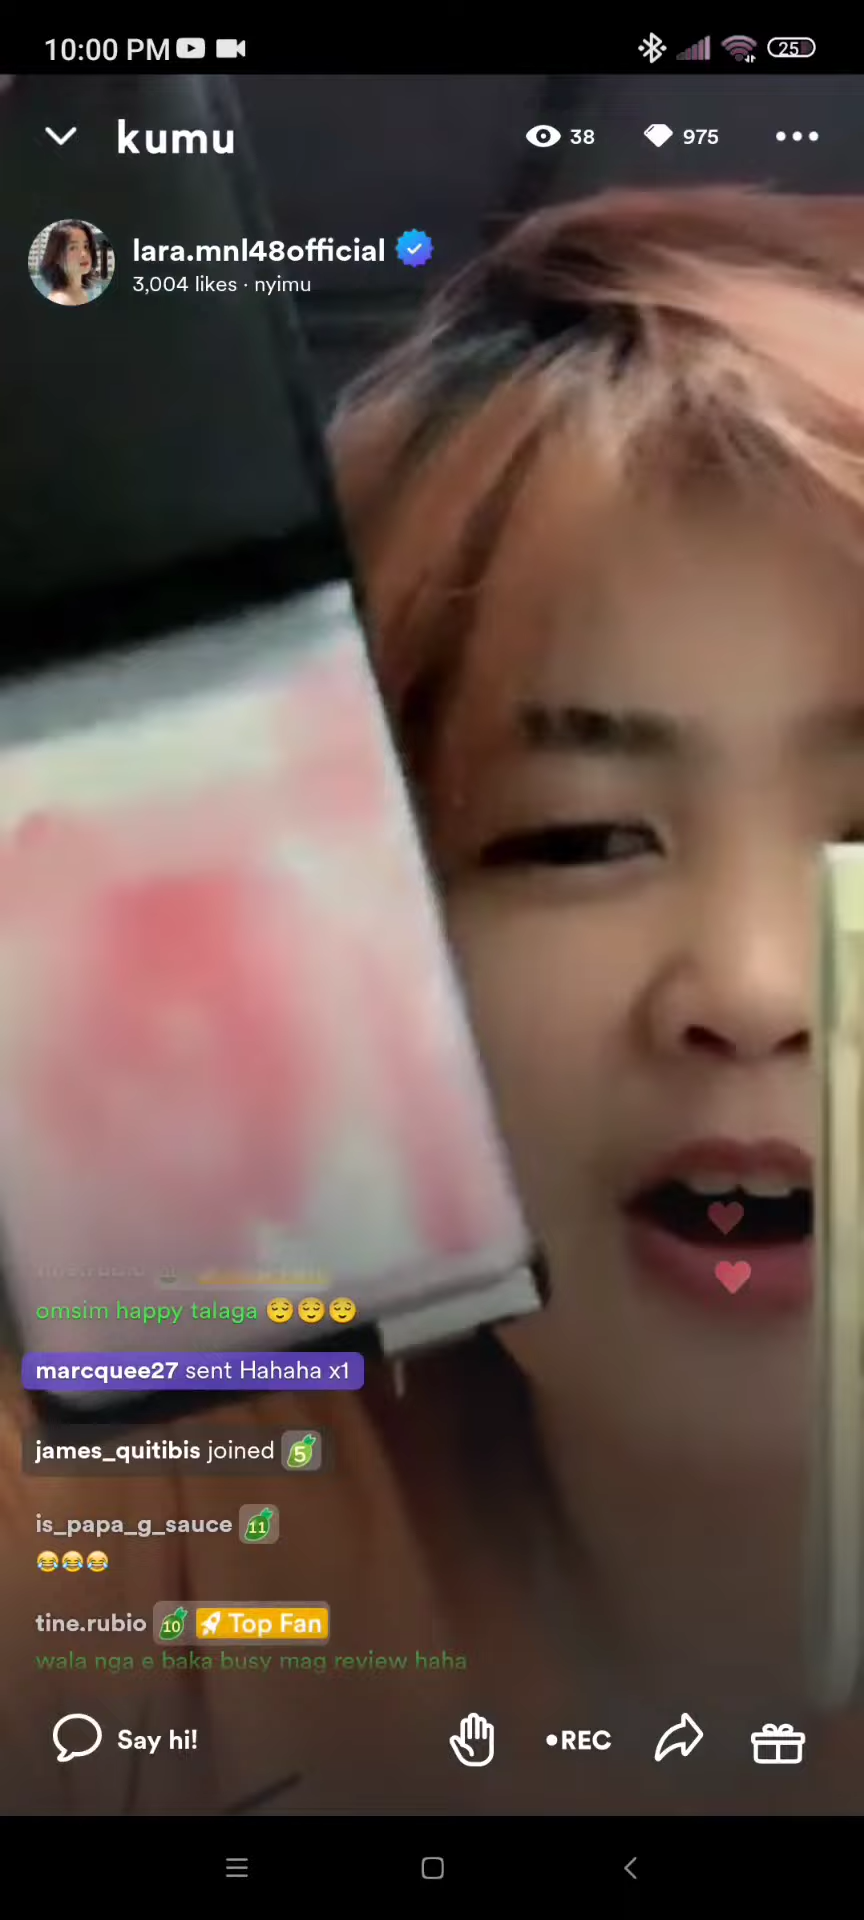 10:00 PM
25
kumu
38
975
lara.mnl48official
3,004 likes · nyimu
omsim happy talaga 😌😌😌
marcquee27 sent Hahaha x1
james_quitibis joined 5
is_papa_g_sauce 11
😂😂😂
tine.rubio 10 Top Fan
wala nga e baka busy mag review haha
Say hi!
•REC